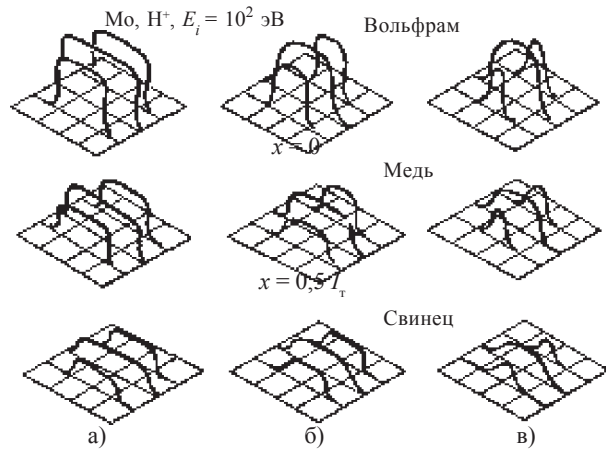 Mo, H⁺, Eᵢ = 10² эВ
Вольфрам
x = 0
Медь
x = 0,5 lт
Свинец
а) б) в)